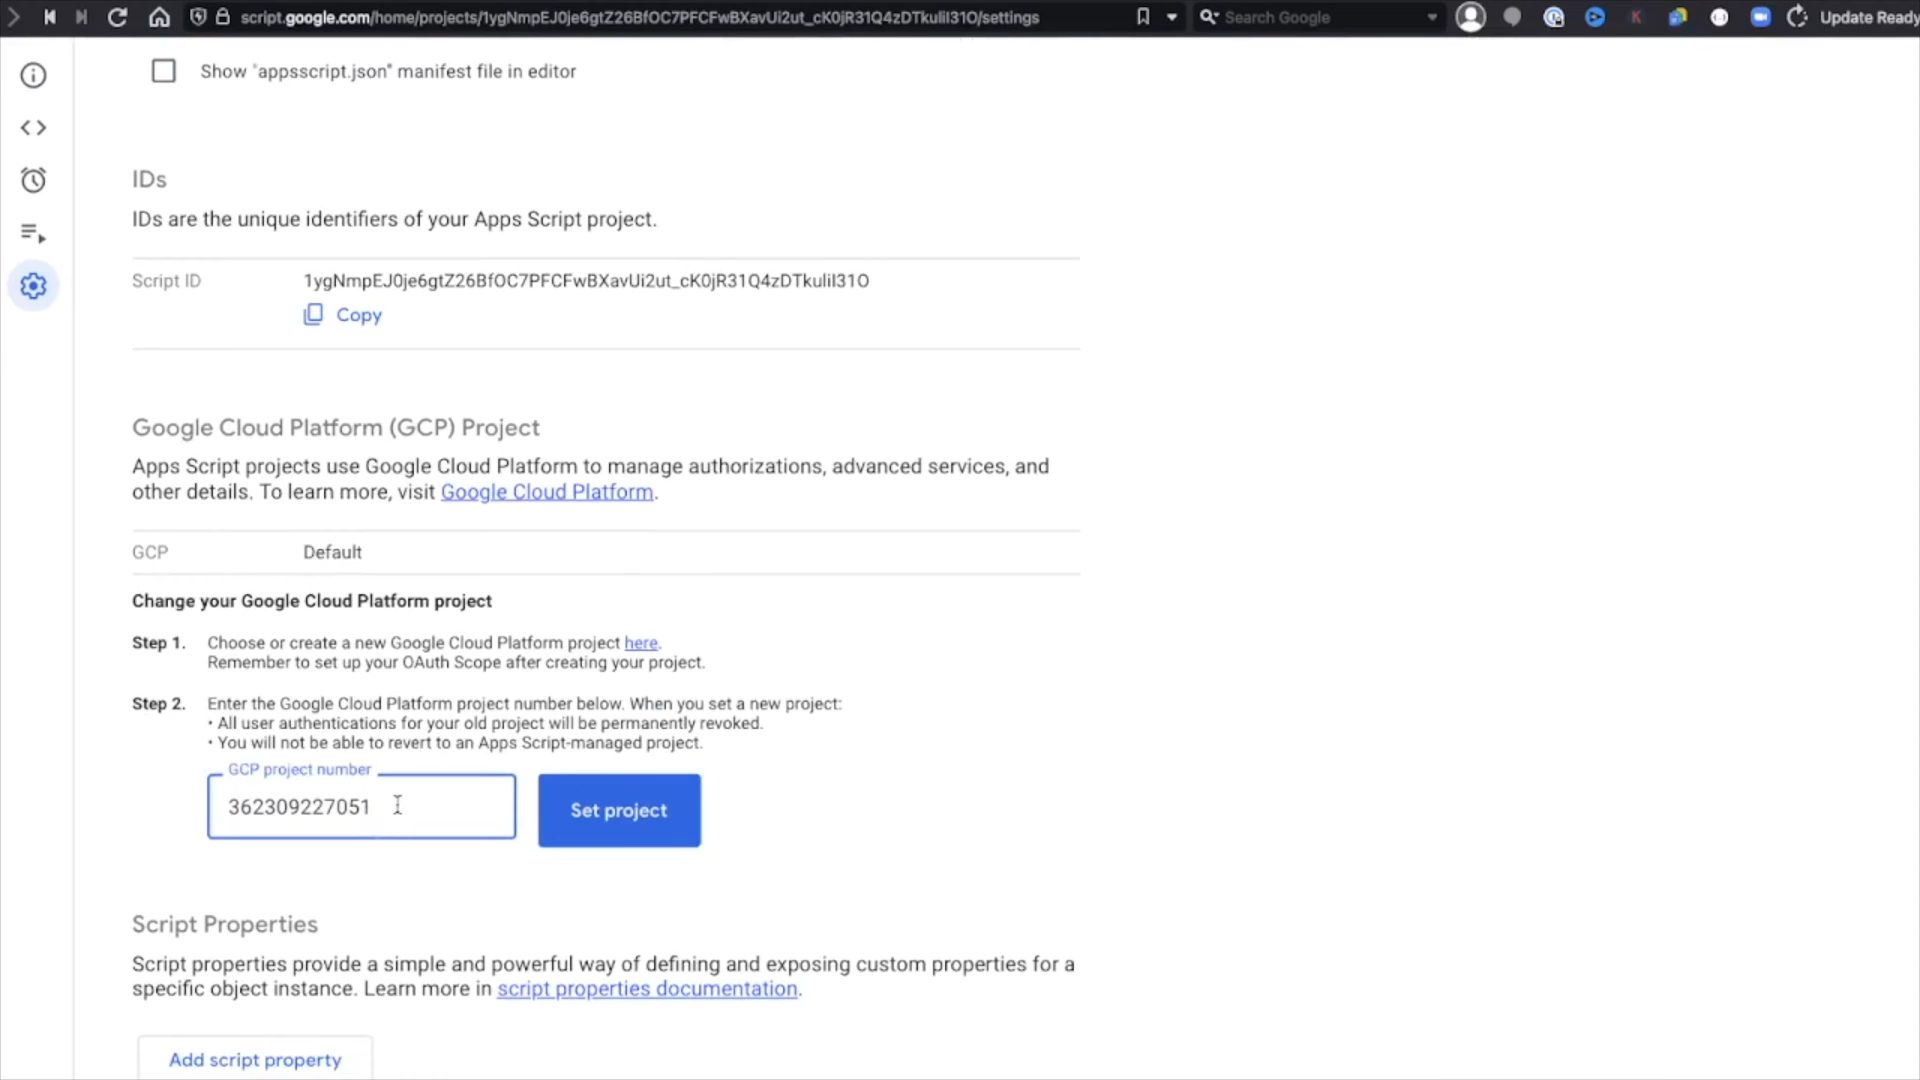 script.google.com/home/projects/1ygNmpEJ0je6gtZ26BfOC7PFCFwBXavUi2ut_cK0jR31Q4zDTkuliI31O/settings
Search Google
Update Ready
Show "appsscript.json" manifest file in editor
IDs
IDs are the unique identifiers of your Apps Script project.
Script ID 1ygNmpEJ0je6gtZ26BfOC7PFCFwBXavUi2ut_cK0jR31Q4zDTkuliI31O
Copy
Google Cloud Platform (GCP) Project
Apps Script projects use Google Cloud Platform to manage authorizations, advanced services, and
other details. To learn more, visit Google Cloud Platform.
GCP Default
Change your Google Cloud Platform project
Step 1. Choose or create a new Google Cloud Platform project here.
Remember to set up your OAuth Scope after creating your project.
Step 2. Enter the Google Cloud Platform project number below. When you set a new project:
• All user authentications for your old project will be permanently revoked.
• You will not be able to revert to an Apps Script-managed project.
GCP project number
362309227051
Set project
Script Properties
Script properties provide a simple and powerful way of defining and exposing custom properties for a
specific object instance. Learn more in script properties documentation.
Add script property